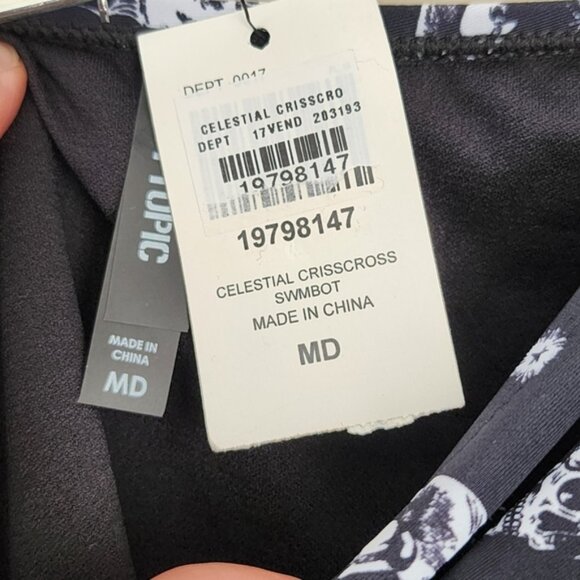 DEPT 0017
CELESTIAL CRISSCRO
DEPT 17VEND 203193
19798147
19798147
CELESTIAL CRISSCROSS
SWMBOT
MADE IN CHINA
MD
TOPIC
MADE IN
CHINA
MD